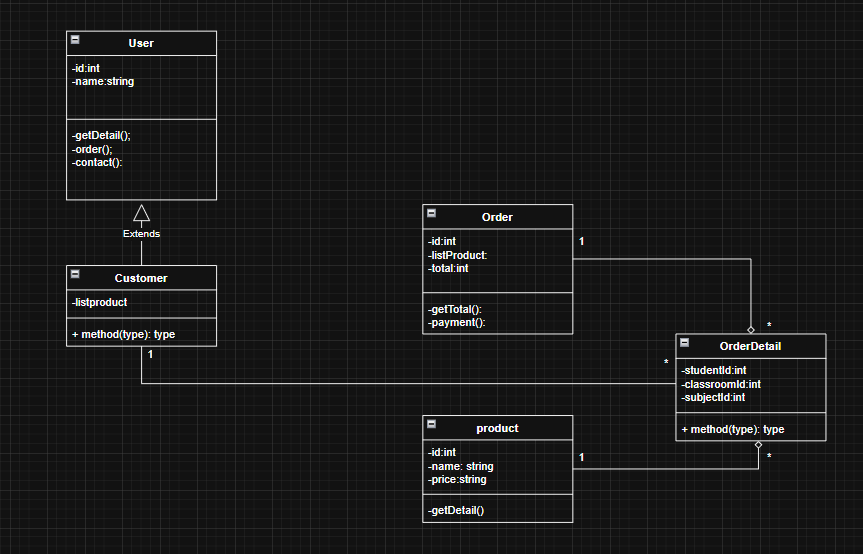 User
-id:int
-name:string
-getDetail();
-order();
-contact():
Extends
Customer
-listproduct
+ method(type): type
1
Order
-id:int
-listProduct:
-total:int
-getTotal():
-payment():
1
*
OrderDetail
-studentId:int
-classroomId:int
-subjectId:int
+ method(type): type
*
product
-id:int
-name: string
-price:string
-getDetail()
1
*